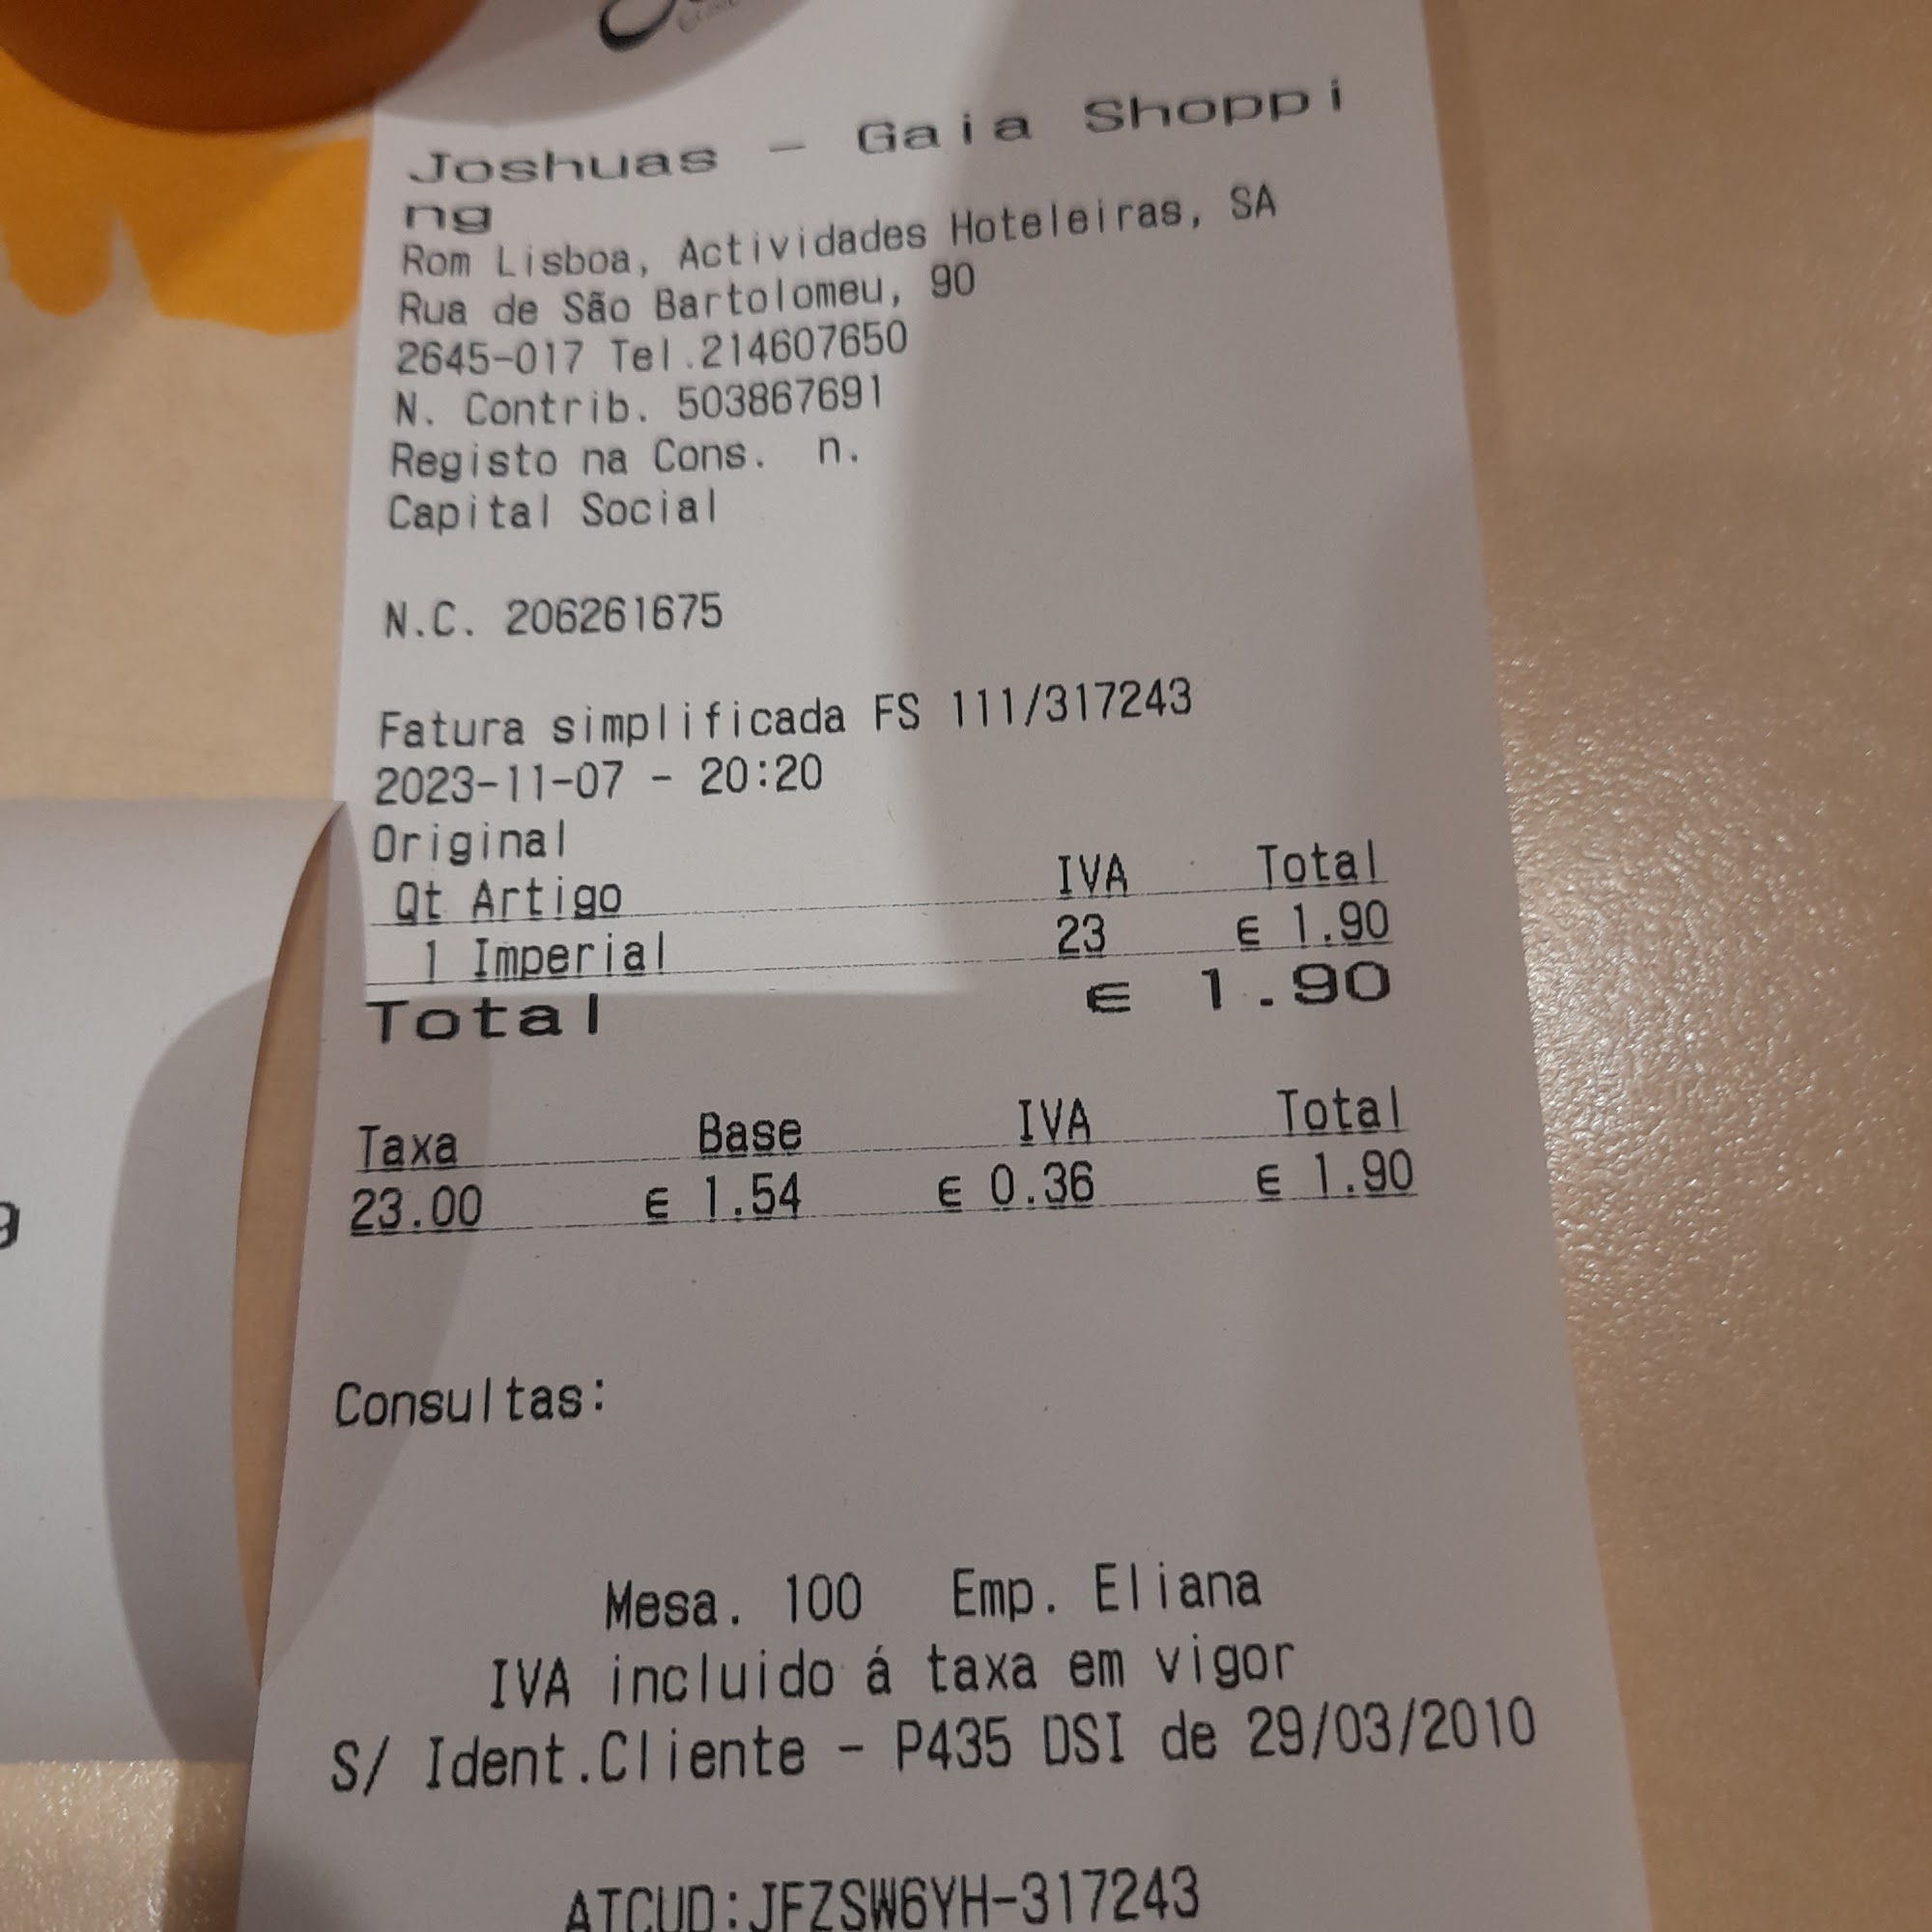 Joshuas - Gaia Shoppi
ng
Rom Lisboa, Actividades Hoteleiras, SA
Rua de São Bartolomeu, 90
2645-017 Tel.214607650
N. Contrib. 503867691
Registo na Cons. n.
Capital Social
N.C. 206261675
Fatura simplificada FS 111/317243
2023-11-07 - 20:20
Original
Qt Artigo IVA Total
1 Imperial 23 € 1.90
Total € 1.90
Taxa Base IVA Total
23.00 € 1.54 € 0.36 € 1.90
Consultas:
Mesa. 100 Emp. Eliana
IVA incluido á taxa em vigor
S/ Ident.Cliente - P435 DSI de 29/03/2010
ATCUD:JFZSW6YH-317243